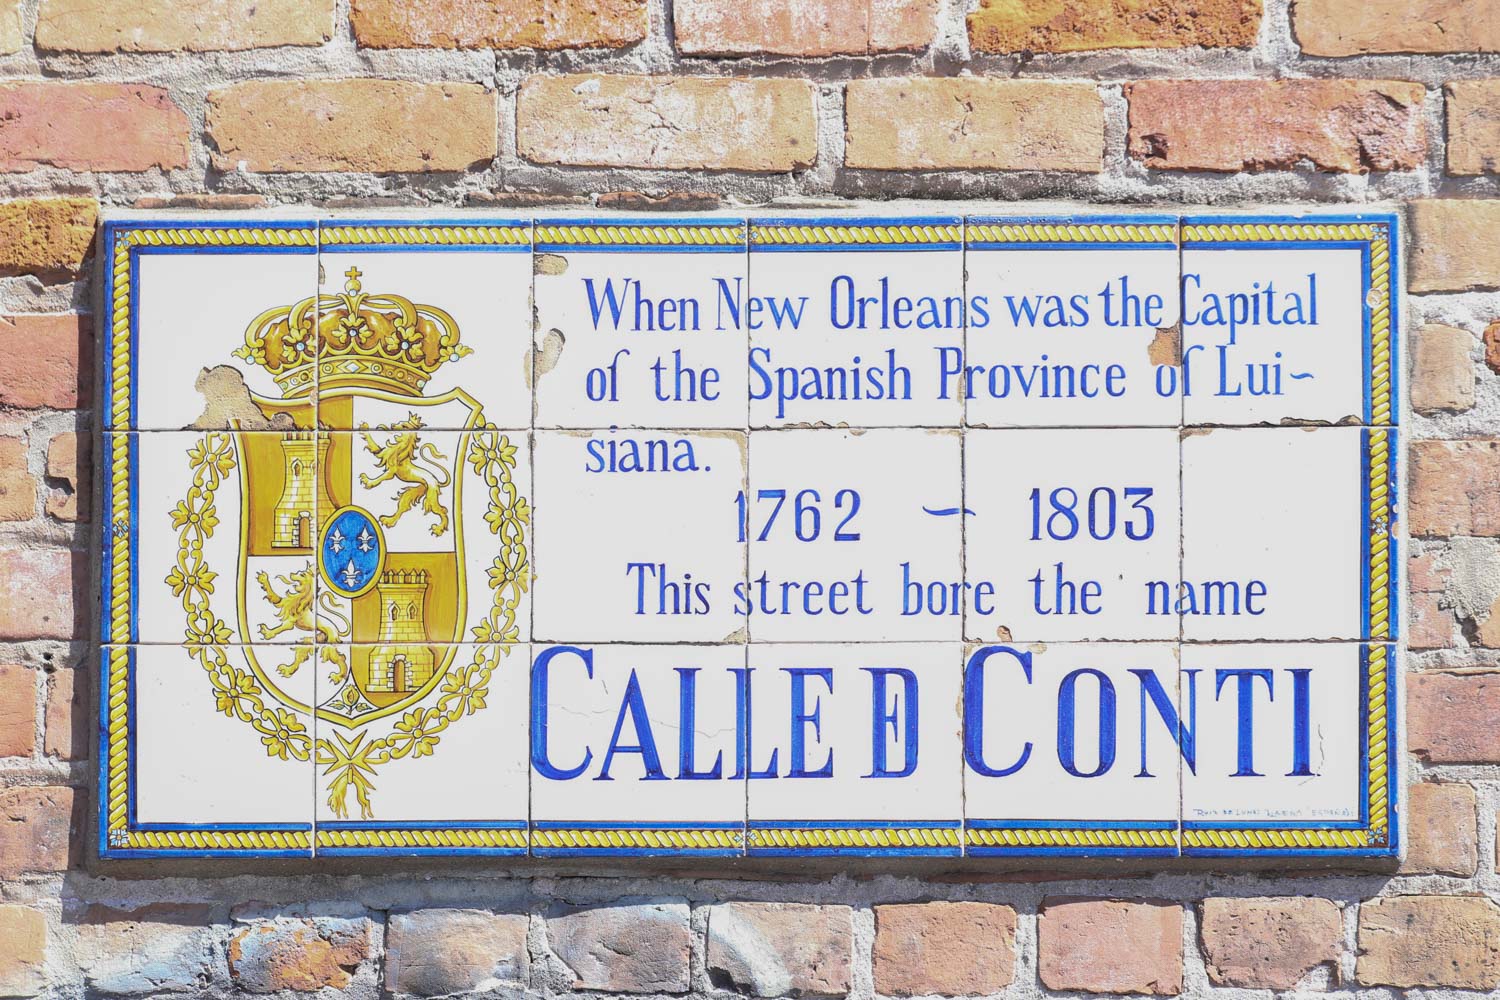 When New Orleans was the Capital
of the Spanish Province of Lui~
siana.
1762 ~ 1803
This street bore the name
CALLE DE CONTI